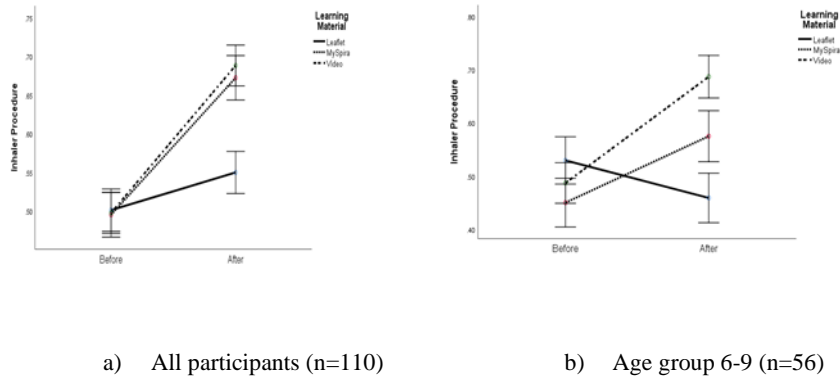 .75
.70
.65
.60
.55
.50
Inhaler Procedure
Before
After
Learning
Material
Leaflet
MySpira
Video
.80
.70
.60
.50
.40
Inhaler Procedure
Before
After
Learning
Material
Leaflet
MySpira
Video
a) All participants (n=110)
b) Age group 6-9 (n=56)